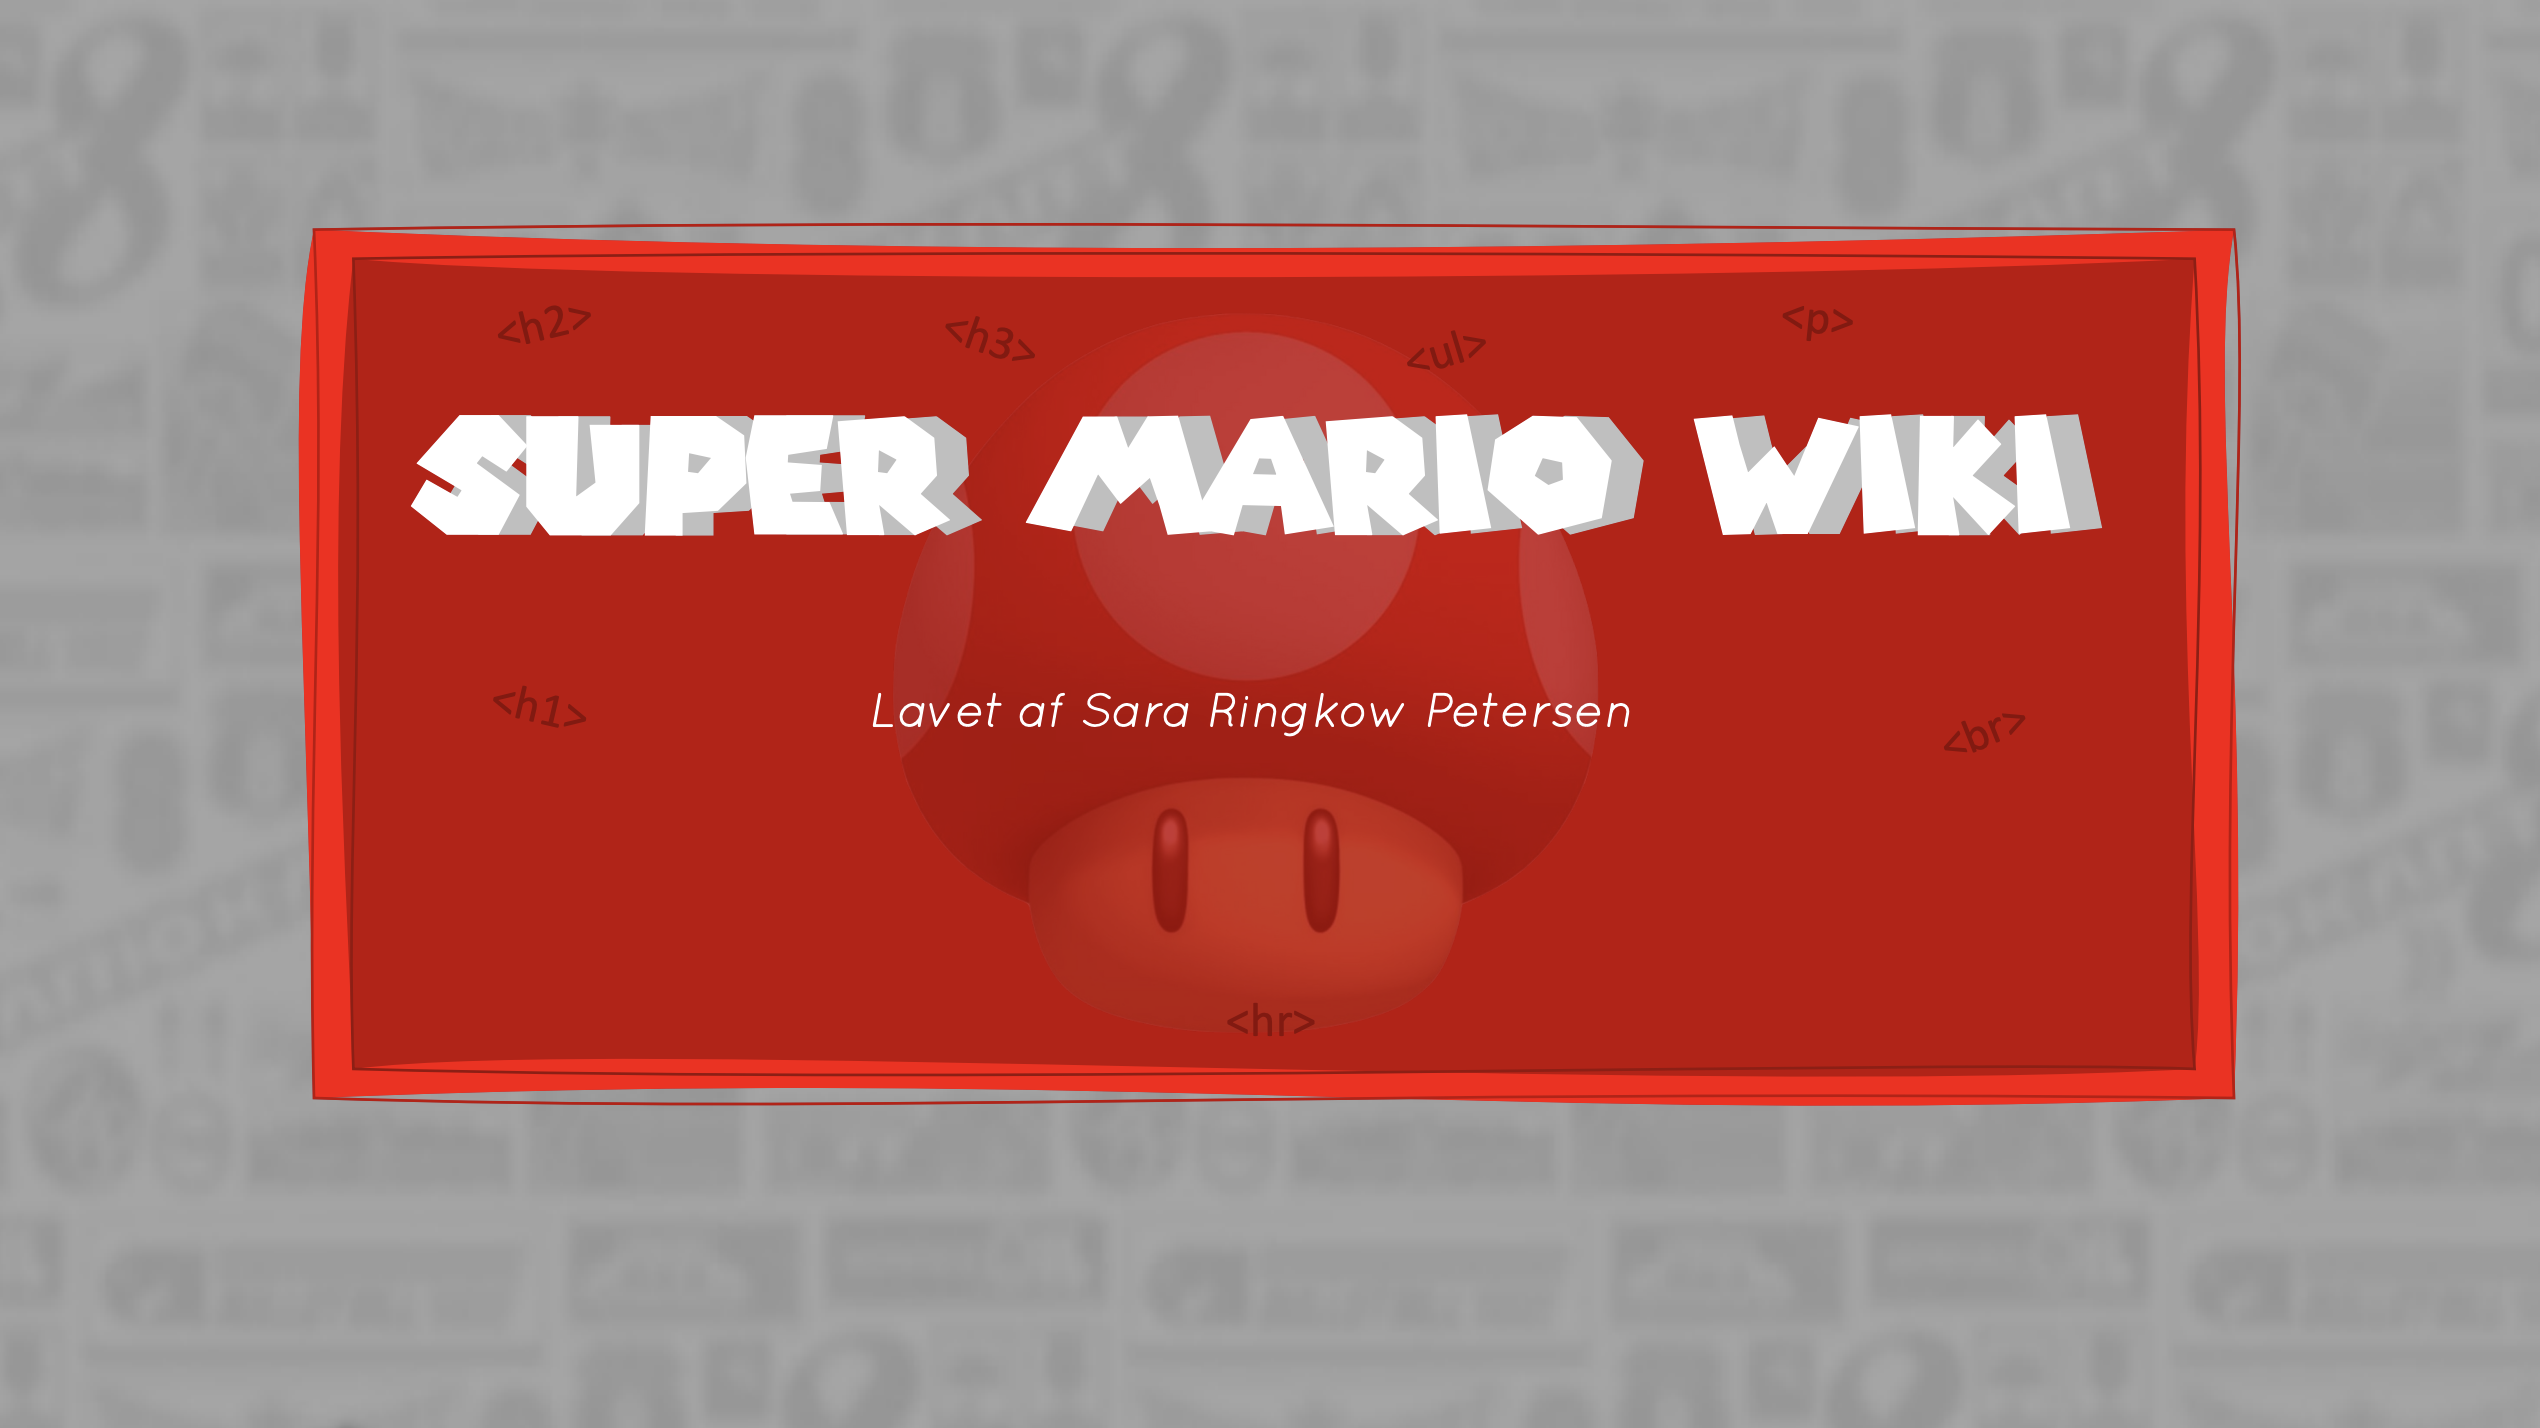 <h2>
<h3>
<ul>
<p>
SUPER MARIO WIKI
<h1>
Lavet af Sara Ringkow Petersen
<br>
<hr>